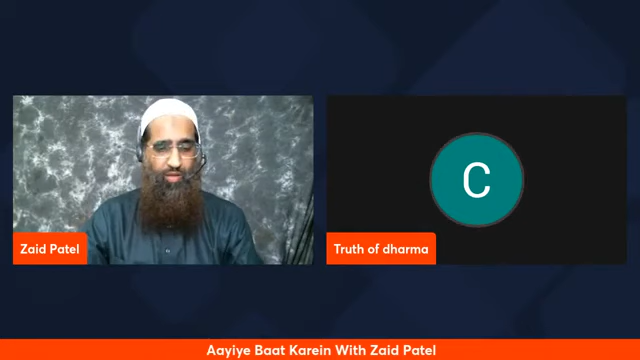 C
Zaid Patel
Truth of dharma
Aayiye Baat Karein With Zaid Patel